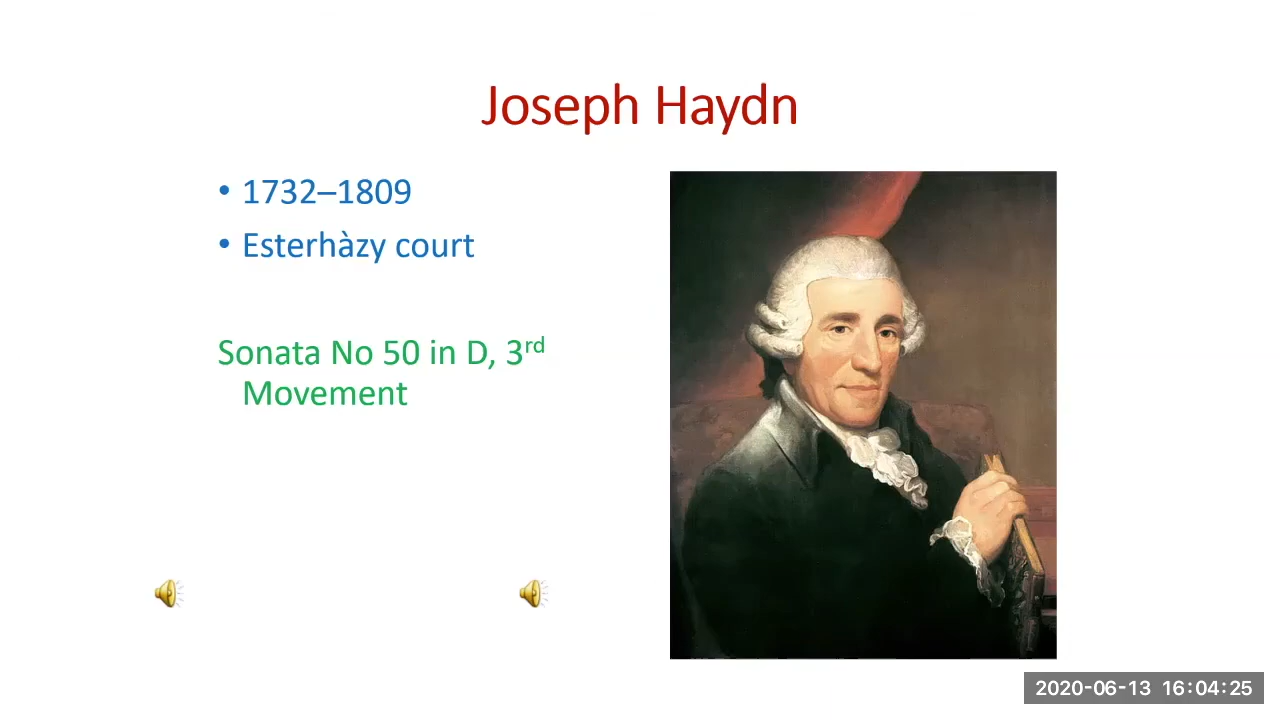 Joseph Haydn
• 1732–1809
• Esterhàzy court
Sonata No 50 in D, 3rd
Movement
2020-06-13 16:04:25